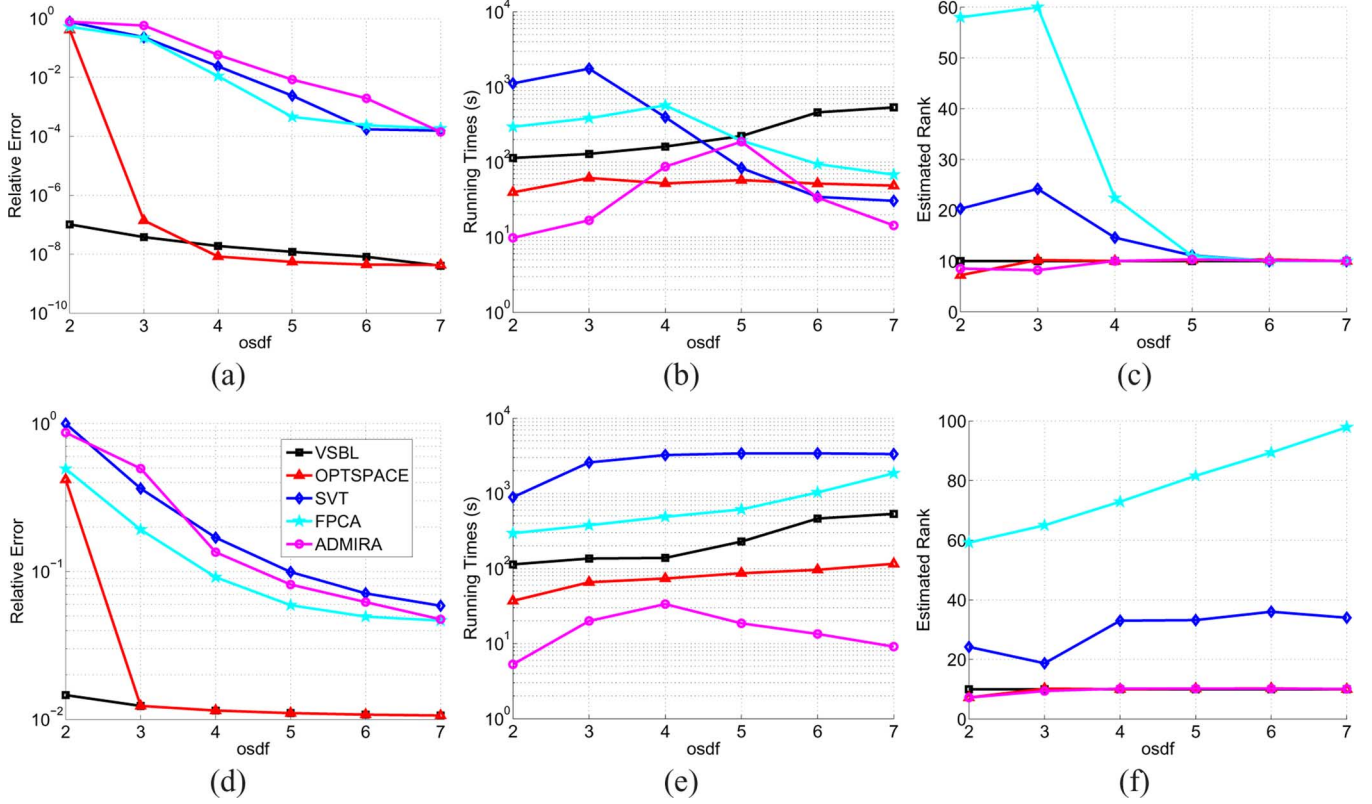 Relative Error
10^0
10^-2
10^-4
10^-6
10^-8
10^-10
2 3 4 5 6 7
osdf
(a)
Running Times (s)
10^4
10^3
10^2
10^1
10^0
2 3 4 5 6 7
osdf
(b)
Estimated Rank
60
50
40
30
20
10
0
2 3 4 5 6 7
osdf
(c)
Relative Error
10^0
10^-1
10^-2
VSBL
OPTSPACE
SVT
FPCA
ADMIRA
2 3 4 5 6 7
osdf
(d)
Running Times (s)
10^4
10^3
10^2
10^1
10^0
2 3 4 5 6 7
osdf
(e)
Estimated Rank
100
80
60
40
20
0
2 3 4 5 6 7
osdf
(f)